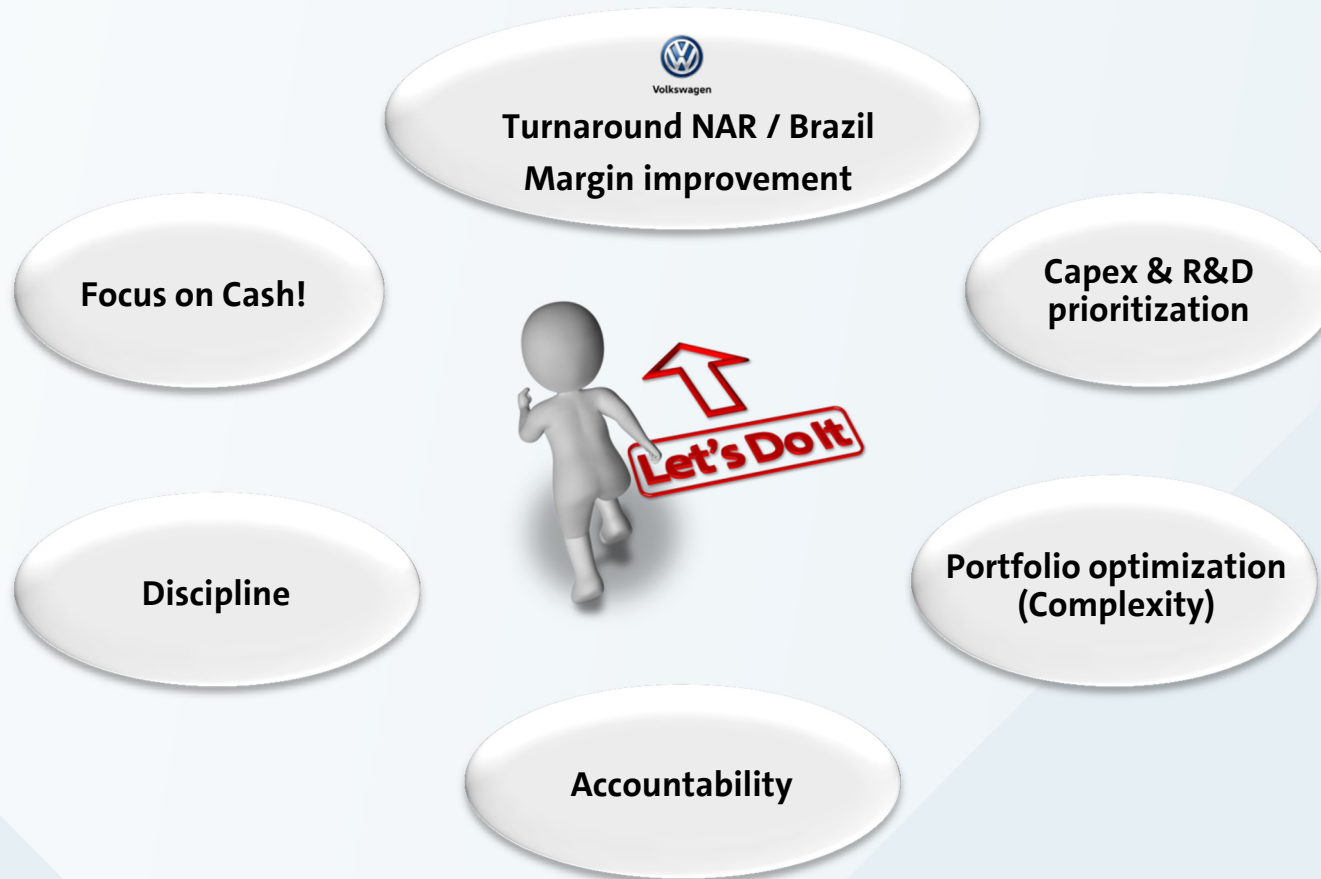 Volkswagen
Turnaround NAR / Brazil
Margin improvement
Focus on Cash!
Capex & R&D
prioritization
Let's Do It
Discipline
Portfolio optimization
(Complexity)
Accountability